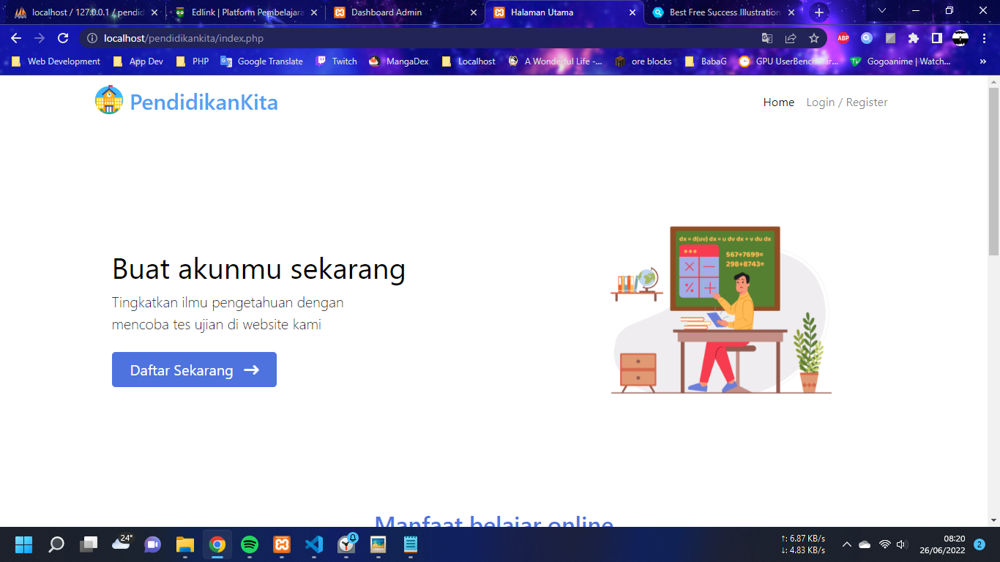 localhost / 127.0.0.1 / pendid
Edlink | Platform Pembelajara
Dashboard Admin
Halaman Utama
Best Free Success Illustration
localhost/pendidikankita/index.php
ABP
Web Development
App Dev
PHP
Google Translate
Twitch
MangaDex
Localhost
A Wonderful Life -...
ore blocks
BabaG
GPU UserBenchmar...
Gogoanime | Watch...
PendidikanKita
Home
Login / Register
Buat akunmu sekarang
Tingkatkan ilmu pengetahuan dengan
mencoba tes ujian di website kami
Daftar Sekarang
dx = d(uv) dx = u dv dx + v du dx
567+7699=
298+8743=
Manfaat belajar online
24°
↑: 6.87 KB/s
↓: 4.83 KB/s
08:20
26/06/2022
2